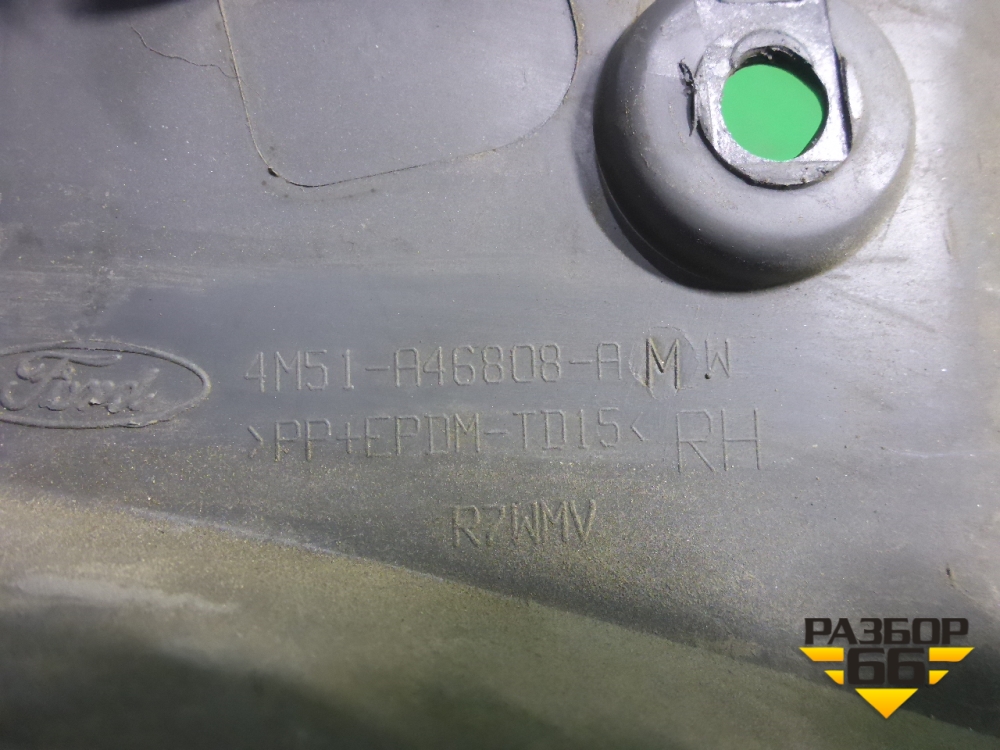 Ford
4M51-A46808-A M W
>PP+EPDM-TD15< RH
R7WMV
РАЗБОР
66